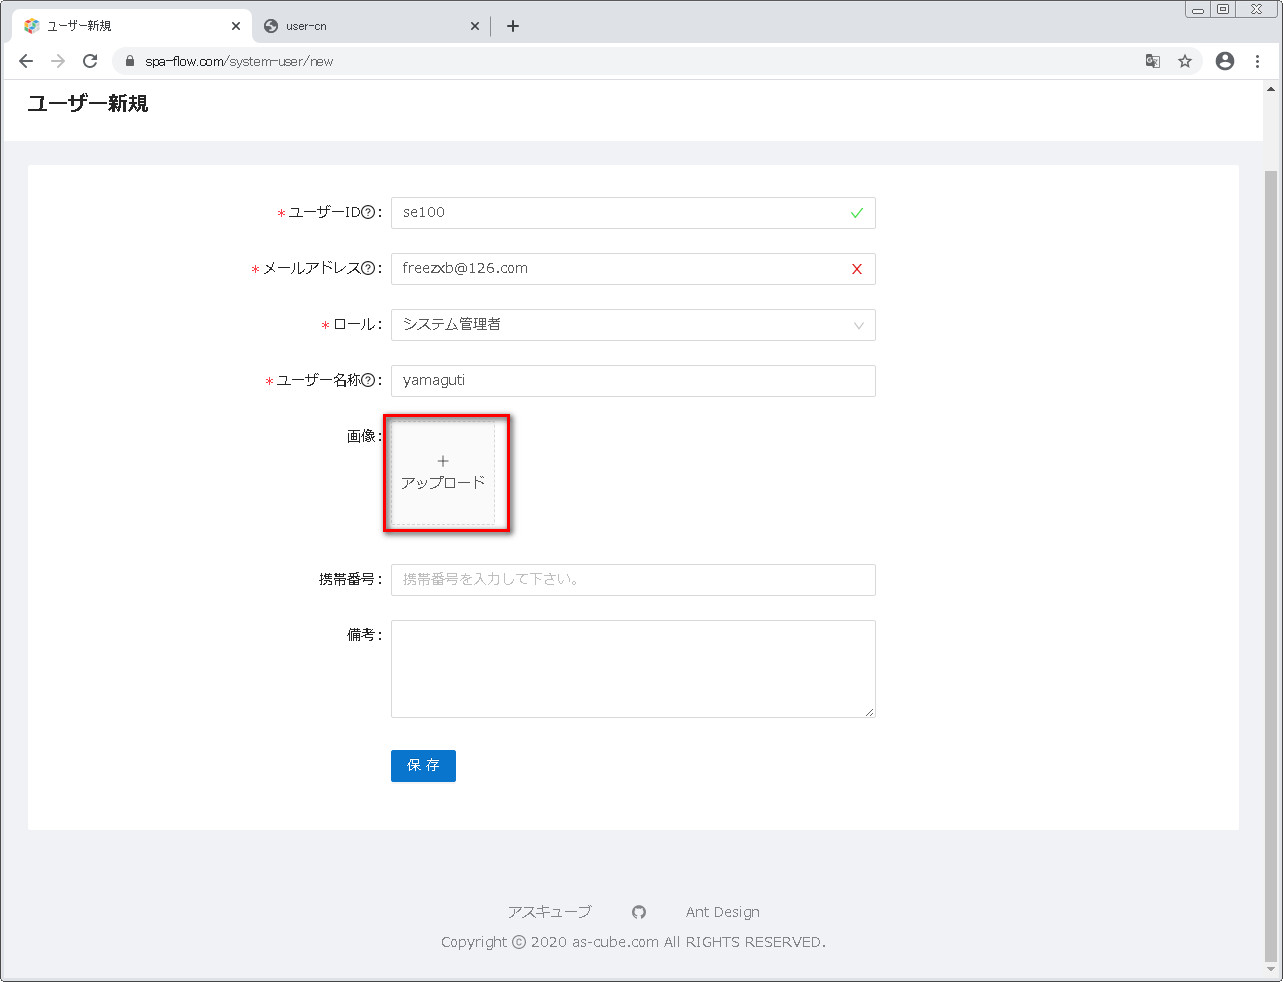 ユーザー新規
user-cn
spa-flow.com/system-user/new
ユーザー新規
* ユーザーID?: se100
* メールアドレス?: freezxb@126.com
* ロール: システム管理者
* ユーザー名称?: yamaguti
画像:
+
アップロード
携帯番号: 携帯番号を入力して下さい。
備考:
保 存
アスキューブ Ant Design
Copyright © 2020 as-cube.com All RIGHTS RESERVED.